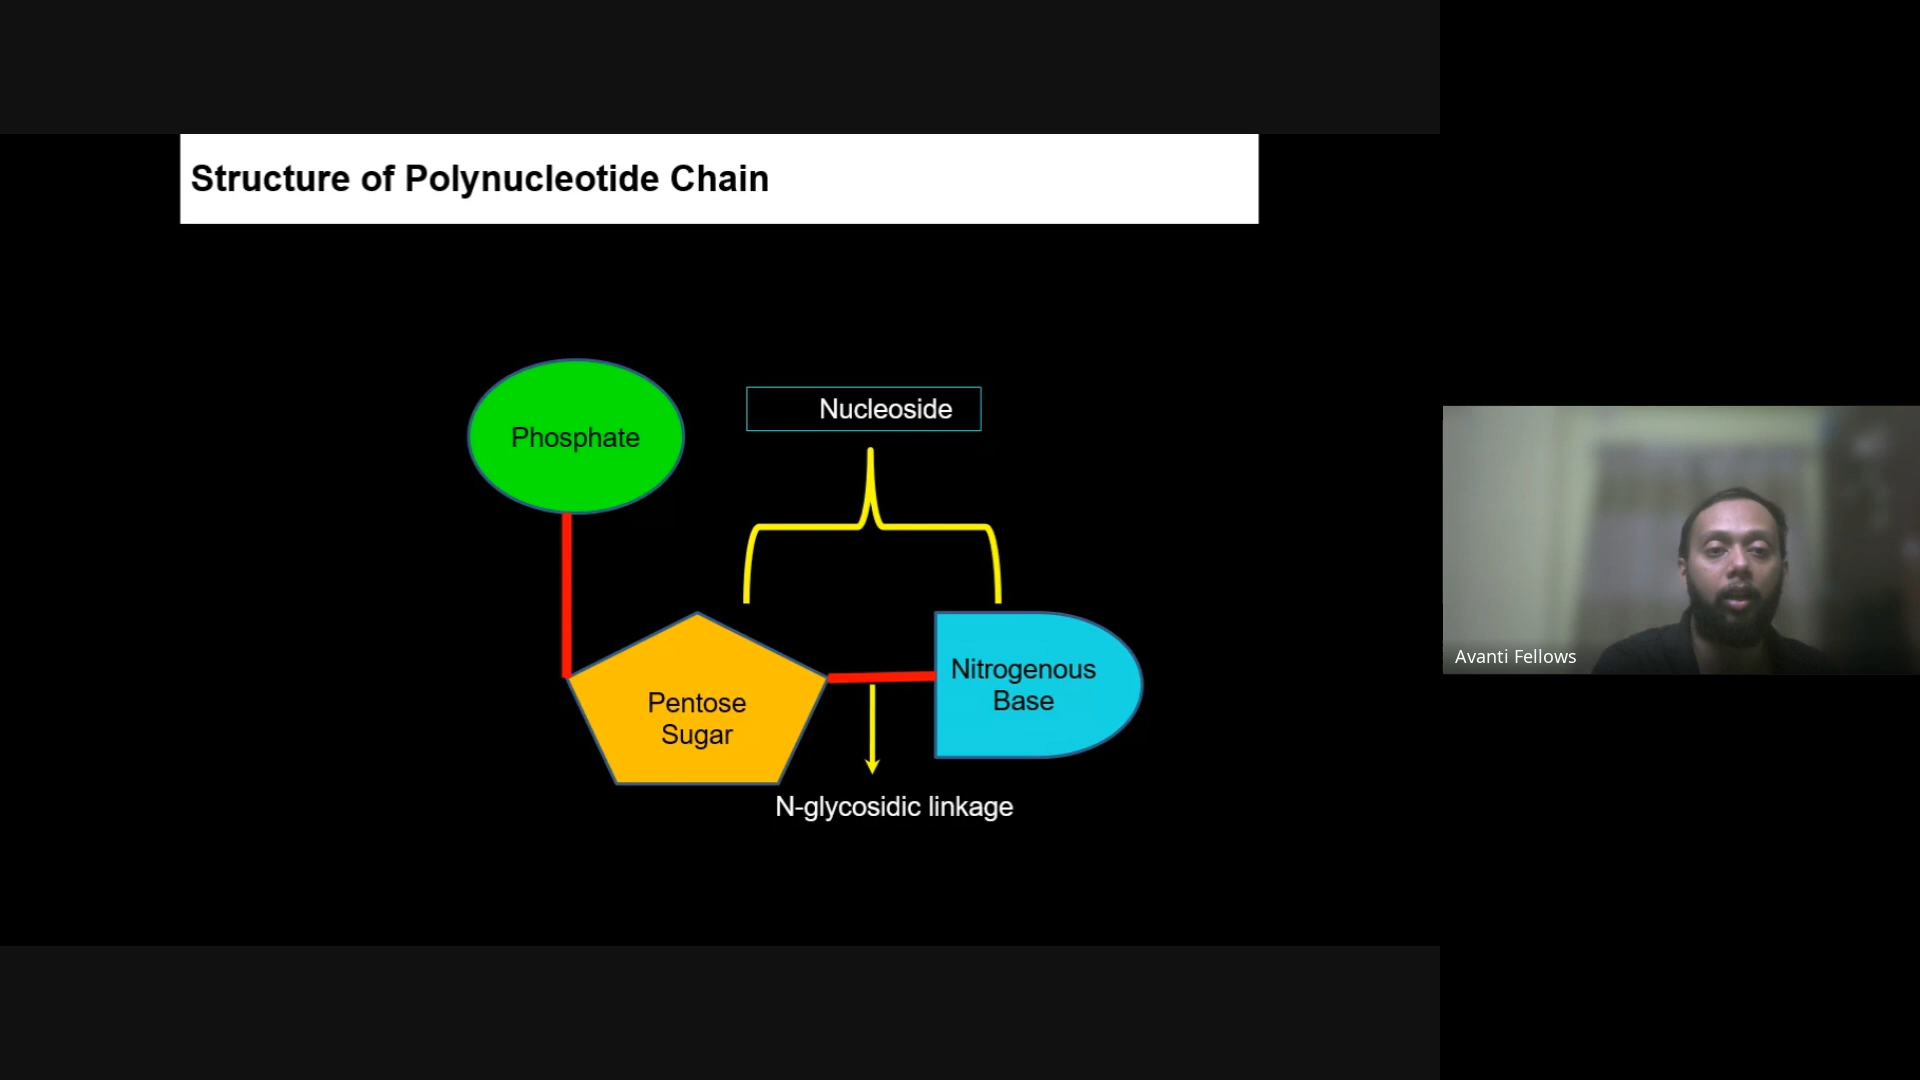 Structure of Polynucleotide Chain
Phosphate
Nucleoside
Pentose
Sugar
Nitrogenous
Base
N-glycosidic linkage
Avanti Fellows